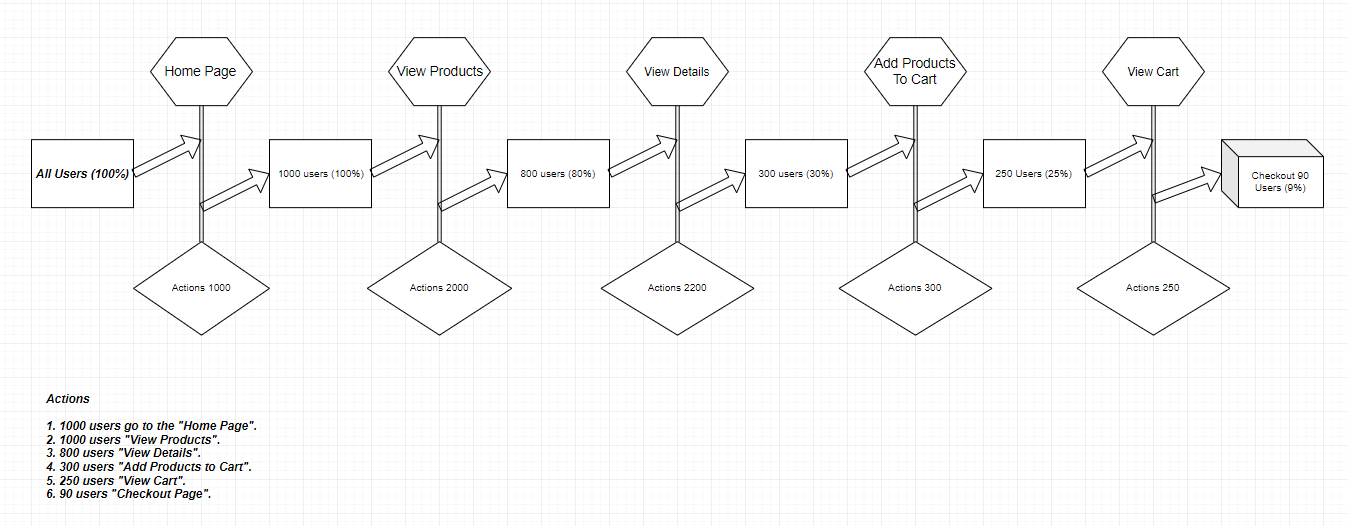 Home Page
View Products
View Details
Add Products
To Cart
View Cart
All Users (100%)
1000 users (100%)
800 users (80%)
300 users (30%)
250 Users (25%)
Checkout 90
Users (9%)
Actions 1000
Actions 2000
Actions 2200
Actions 300
Actions 250
Actions
1. 1000 users go to the "Home Page".
2. 1000 users "View Products".
3. 800 users "View Details".
4. 300 users "Add Products to Cart".
5. 250 users "View Cart".
6. 90 users "Checkout Page".